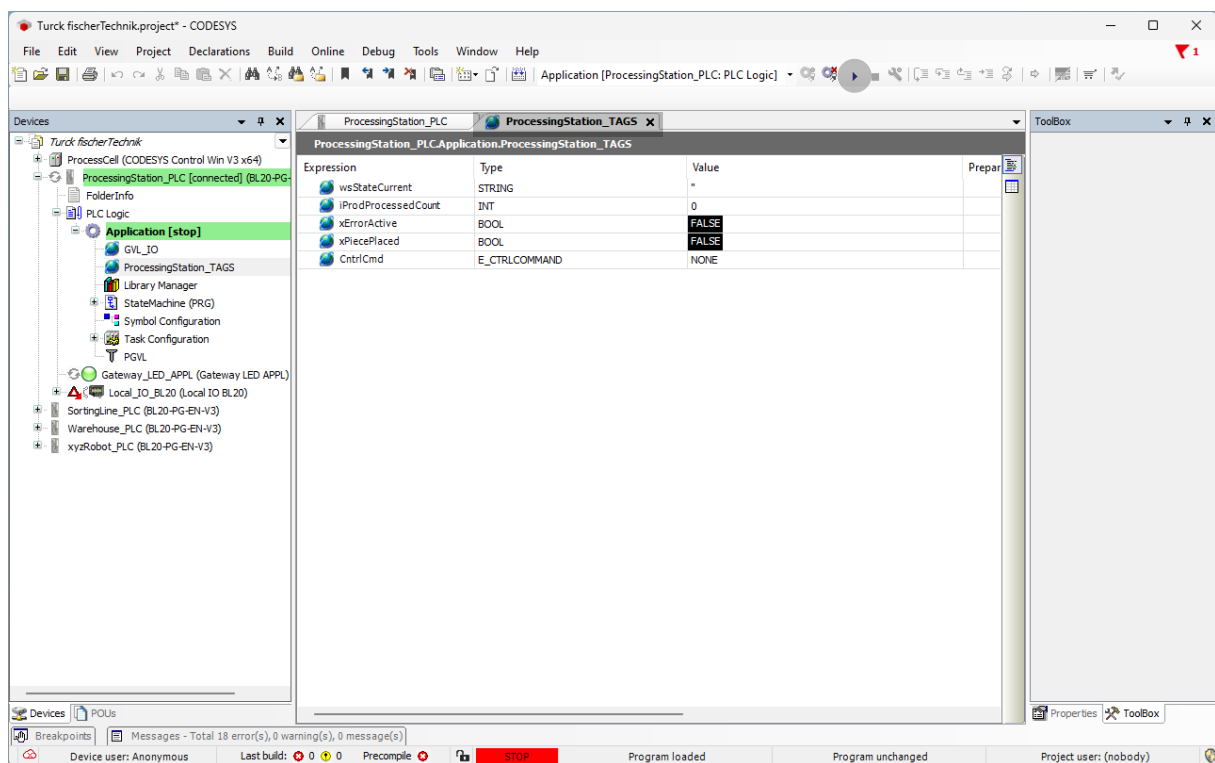 Turck fischerTechnik.project* - CODESYS
File Edit View Project Declarations Build Online Debug Tools Window Help
1
Application [ProcessingStation_PLC: PLC Logic]
Devices
Turck fischerTechnik
ProcessCell (CODESYS Control Win V3 x64)
ProcessingStation_PLC [connected] (BL20-PG-
FolderInfo
PLC Logic
Application [stop]
GVL_IO
ProcessingStation_TAGS
Library Manager
StateMachine (PRG)
Symbol Configuration
Task Configuration
PGVL
Gateway_LED_APPL (Gateway LED APPL)
Local_IO_BL20 (Local IO BL20)
SortingLine_PLC (BL20-PG-EN-V3)
Warehouse_PLC (BL20-PG-EN-V3)
xyzRobot_PLC (BL20-PG-EN-V3)
Devices POUs
ProcessingStation_PLC ProcessingStation_TAGS
ProcessingStation_PLC.Application.ProcessingStation_TAGS
Expression Type Value Prepar
wsStateCurrent STRING ''
iProdProcessedCount INT 0
xErrorActive BOOL FALSE
xPiecePlaced BOOL FALSE
CntrlCmd E_CTRLCOMMAND NONE
ToolBox
Properties ToolBox
Breakpoints Messages - Total 18 error(s), 0 warning(s), 0 message(s)
Device user: Anonymous Last build: 0 0 Precompile STOP Program loaded Program unchanged Project user: (nobody)